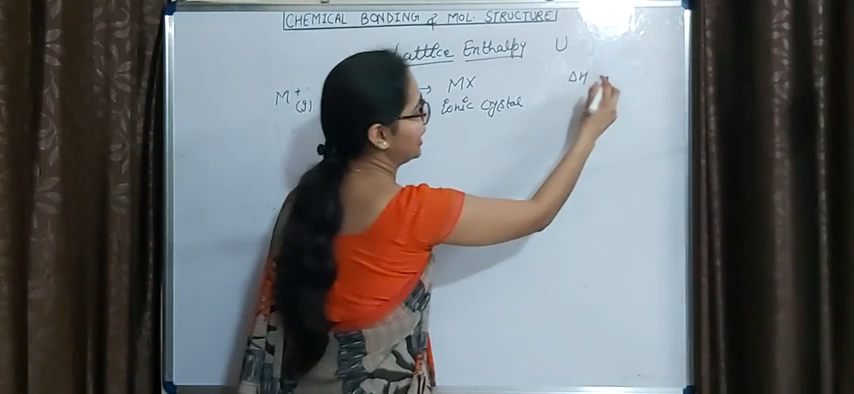 CHEMICAL BONDING & MOL. STRUCTURE
Lattice Enthalpy U
M⁺(g) → MX ΔH
ionic crystal